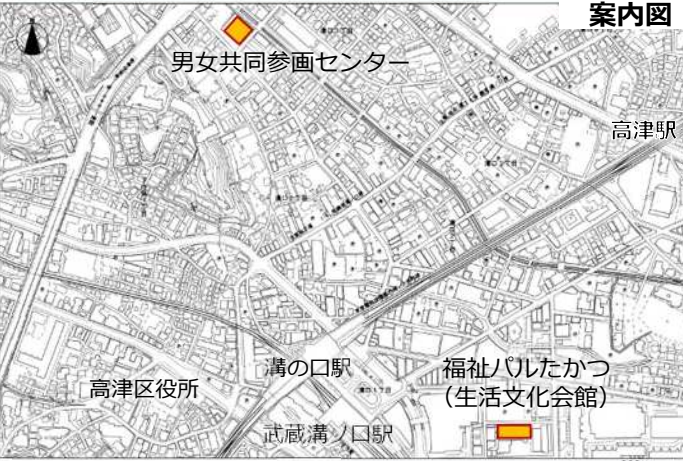 案内図
男女共同参画センター
高津駅
溝の口駅
高津区役所
福祉パルたかつ
（生活文化会館）
武蔵溝ノ口駅